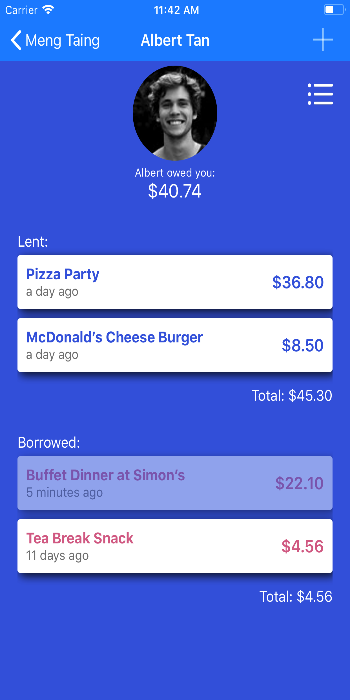 Carrier 11:42 AM
Meng Taing Albert Tan
Albert owed you:
$40.74
Lent:
Pizza Party $36.80
a day ago
McDonald's Cheese Burger $8.50
a day ago
Total: $45.30
Borrowed:
Buffet Dinner at Simon's $22.10
5 minutes ago
Tea Break Snack $4.56
11 days ago
Total: $4.56